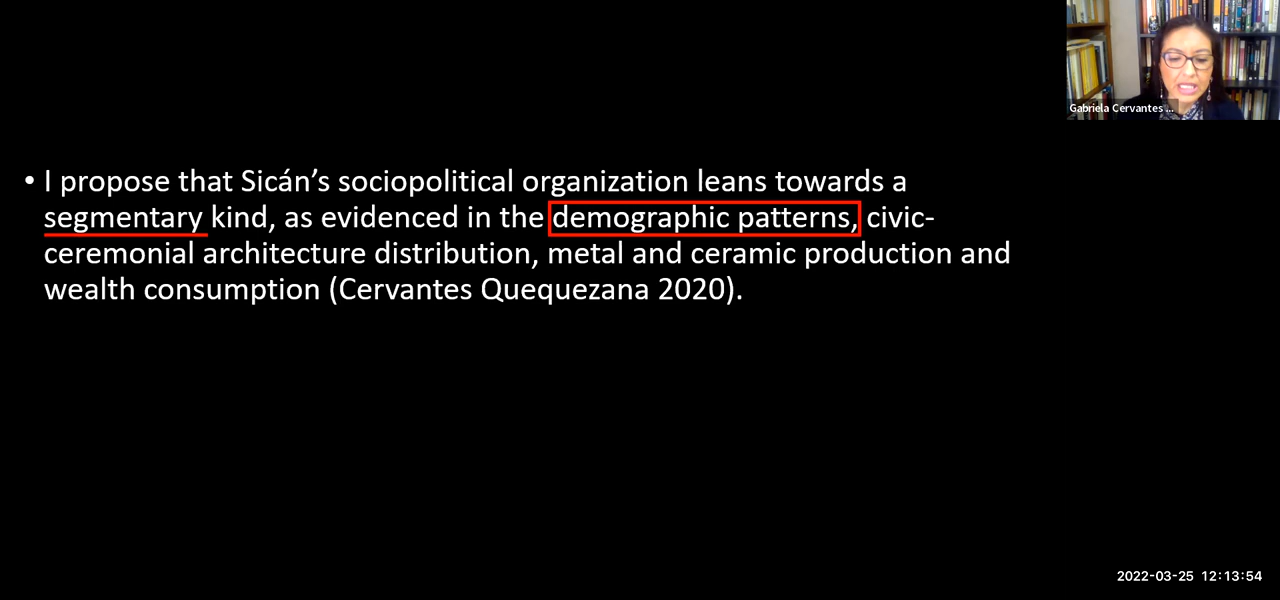 Gabriela Cervantes ...
• I propose that Sicán’s sociopolitical organization leans towards a
segmentary kind, as evidenced in the demographic patterns, civic-
ceremonial architecture distribution, metal and ceramic production and
wealth consumption (Cervantes Quequezana 2020).
2022-03-25 12:13:54